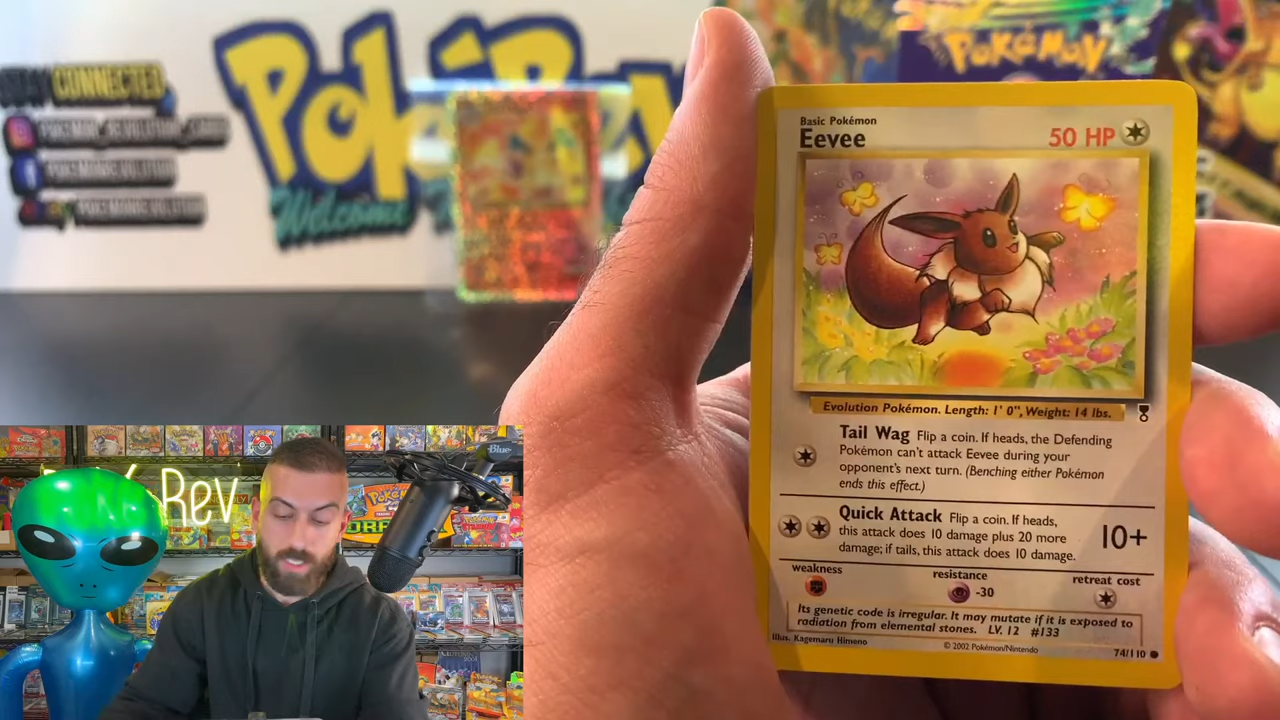 STAY CONNECTED
PokéRev
Welcome
POKÉMON
Basic Pokémon
Eevee
50 HP
Evolution Pokémon. Length: 1' 0", Weight: 14 lbs.
Tail Wag Flip a coin. If heads, the Defending
Pokémon can't attack Eevee during your
opponent's next turn. (Benching either Pokémon
ends this effect.)
Quick Attack Flip a coin. If heads,
this attack does 10 damage plus 20 more
damage; if tails, this attack does 10 damage.
10+
weakness
resistance
retreat cost
-30
Its genetic code is irregular. It may mutate if it is exposed to
radiation from elemental stones. LV. 12 #133
Illus. Kagemaru Himeno
© 2002 Pokémon/Nintendo
74/110
Rev
Blue